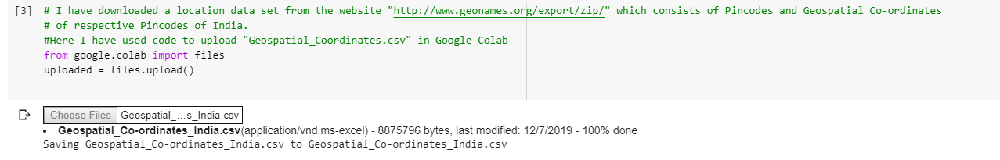 [3] # I have downloaded a location data set from the website "http://www.geonames.org/export/zip/" which consists of Pincodes and Geospatial Co-ordinates
# of respective Pincodes of India.
#Here I have used code to upload "Geospatial_Coordinates.csv" in Google Colab
from google.colab import files
uploaded = files.upload()
Choose Files Geospatial_...s_India.csv
• Geospatial_Co-ordinates_India.csv(application/vnd.ms-excel) - 8875796 bytes, last modified: 12/7/2019 - 100% done
Saving Geospatial_Co-ordinates_India.csv to Geospatial_Co-ordinates_India.csv